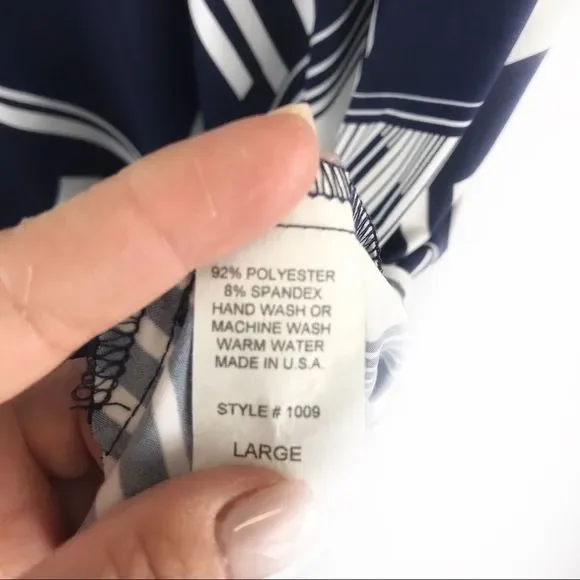 92% POLYESTER
8% SPANDEX
HAND WASH OR
MACHINE WASH
WARM WATER
MADE IN U.S.A.
STYLE # 1009
LARGE